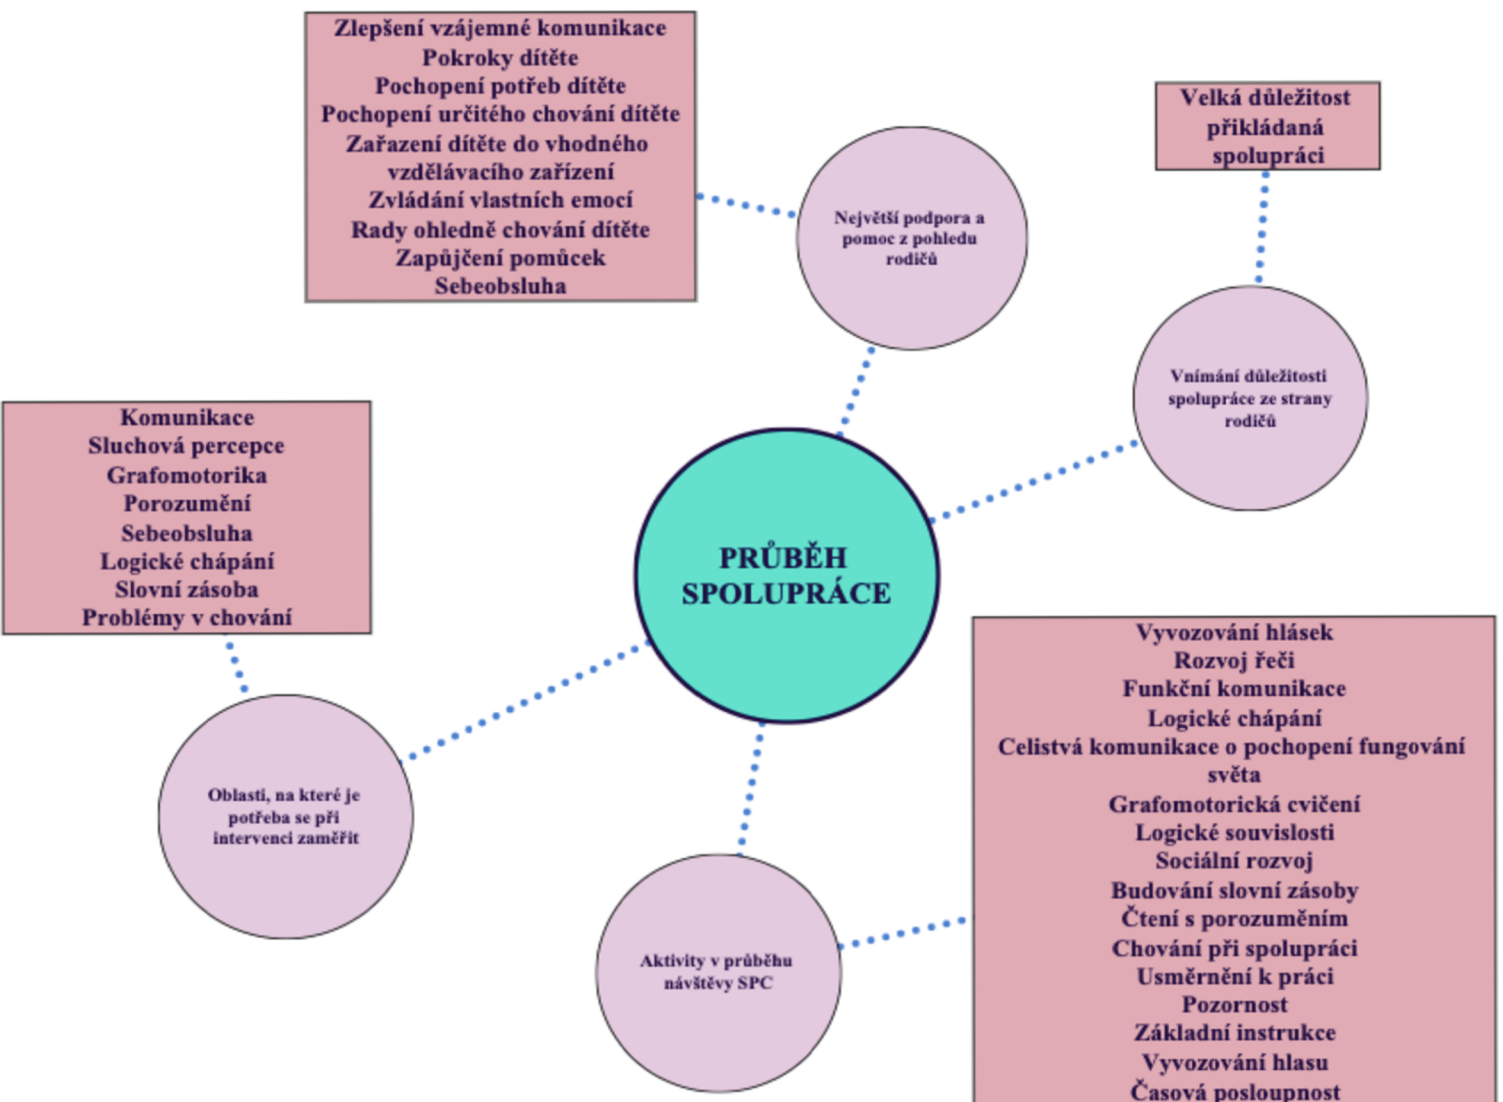 Zlepšení vzájemné komunikace
Pokroky dítěte
Pochopení potřeb dítěte
Pochopení určitého chování dítěte
Zařazení dítěte do vhodného
vzdělávacího zařízení
Zvládání vlastních emocí
Rady ohledně chování dítěte
Zapůjčení pomůcek
Sebeobsluha
Velká důležitost
přikládaná
spolupráci
Největší podpora a
pomoc z pohledu
rodičů
Vnímání důležitosti
spolupráce ze strany
rodičů
Komunikace
Sluchová percepce
Grafomotorika
Porozumění
Sebeobsluha
Logické chápání
Slovní zásoba
Problémy v chování
PRŮBĚH
SPOLUPRÁCE
Oblasti, na které je
potřeba se při
intervenci zaměřit
Aktivity v průběhu
návštěvy SPC
Vyvozování hlásek
Rozvoj řeči
Funkční komunikace
Logické chápání
Celistvá komunikace o pochopení fungování
světa
Grafomotorická cvičení
Logické souvislosti
Sociální rozvoj
Budování slovní zásoby
Čtení s porozuměním
Chování při spolupráci
Usměrnění k práci
Pozornost
Základní instrukce
Vyvozování hlasu
Časová posloupnost